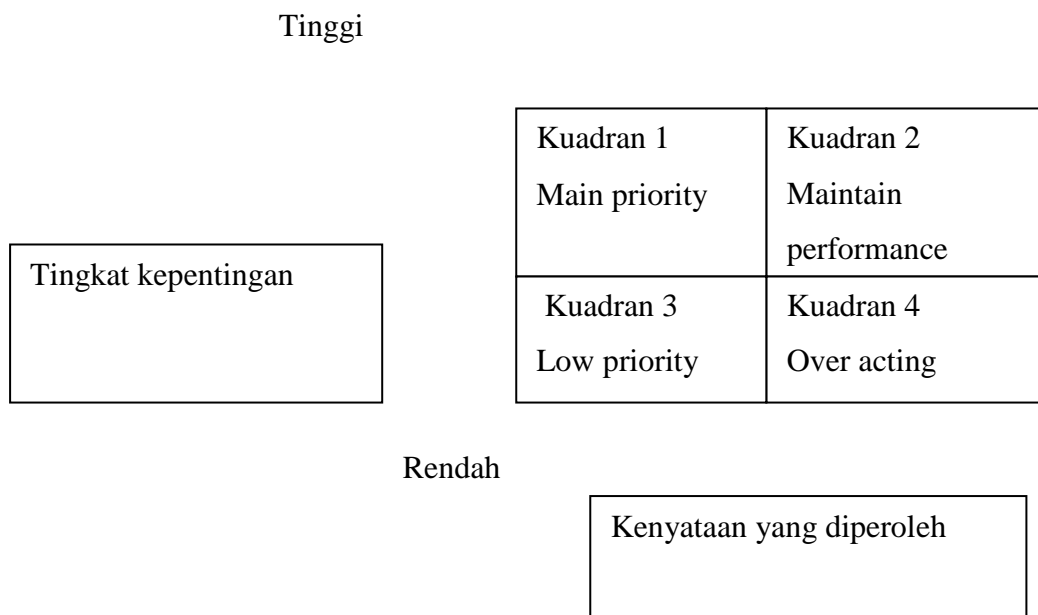 Tinggi
Kuadran 1
Main priority
Kuadran 2
Maintain
performance
Tingkat kepentingan
Kuadran 3
Low priority
Kuadran 4
Over acting
Rendah
Kenyataan yang diperoleh